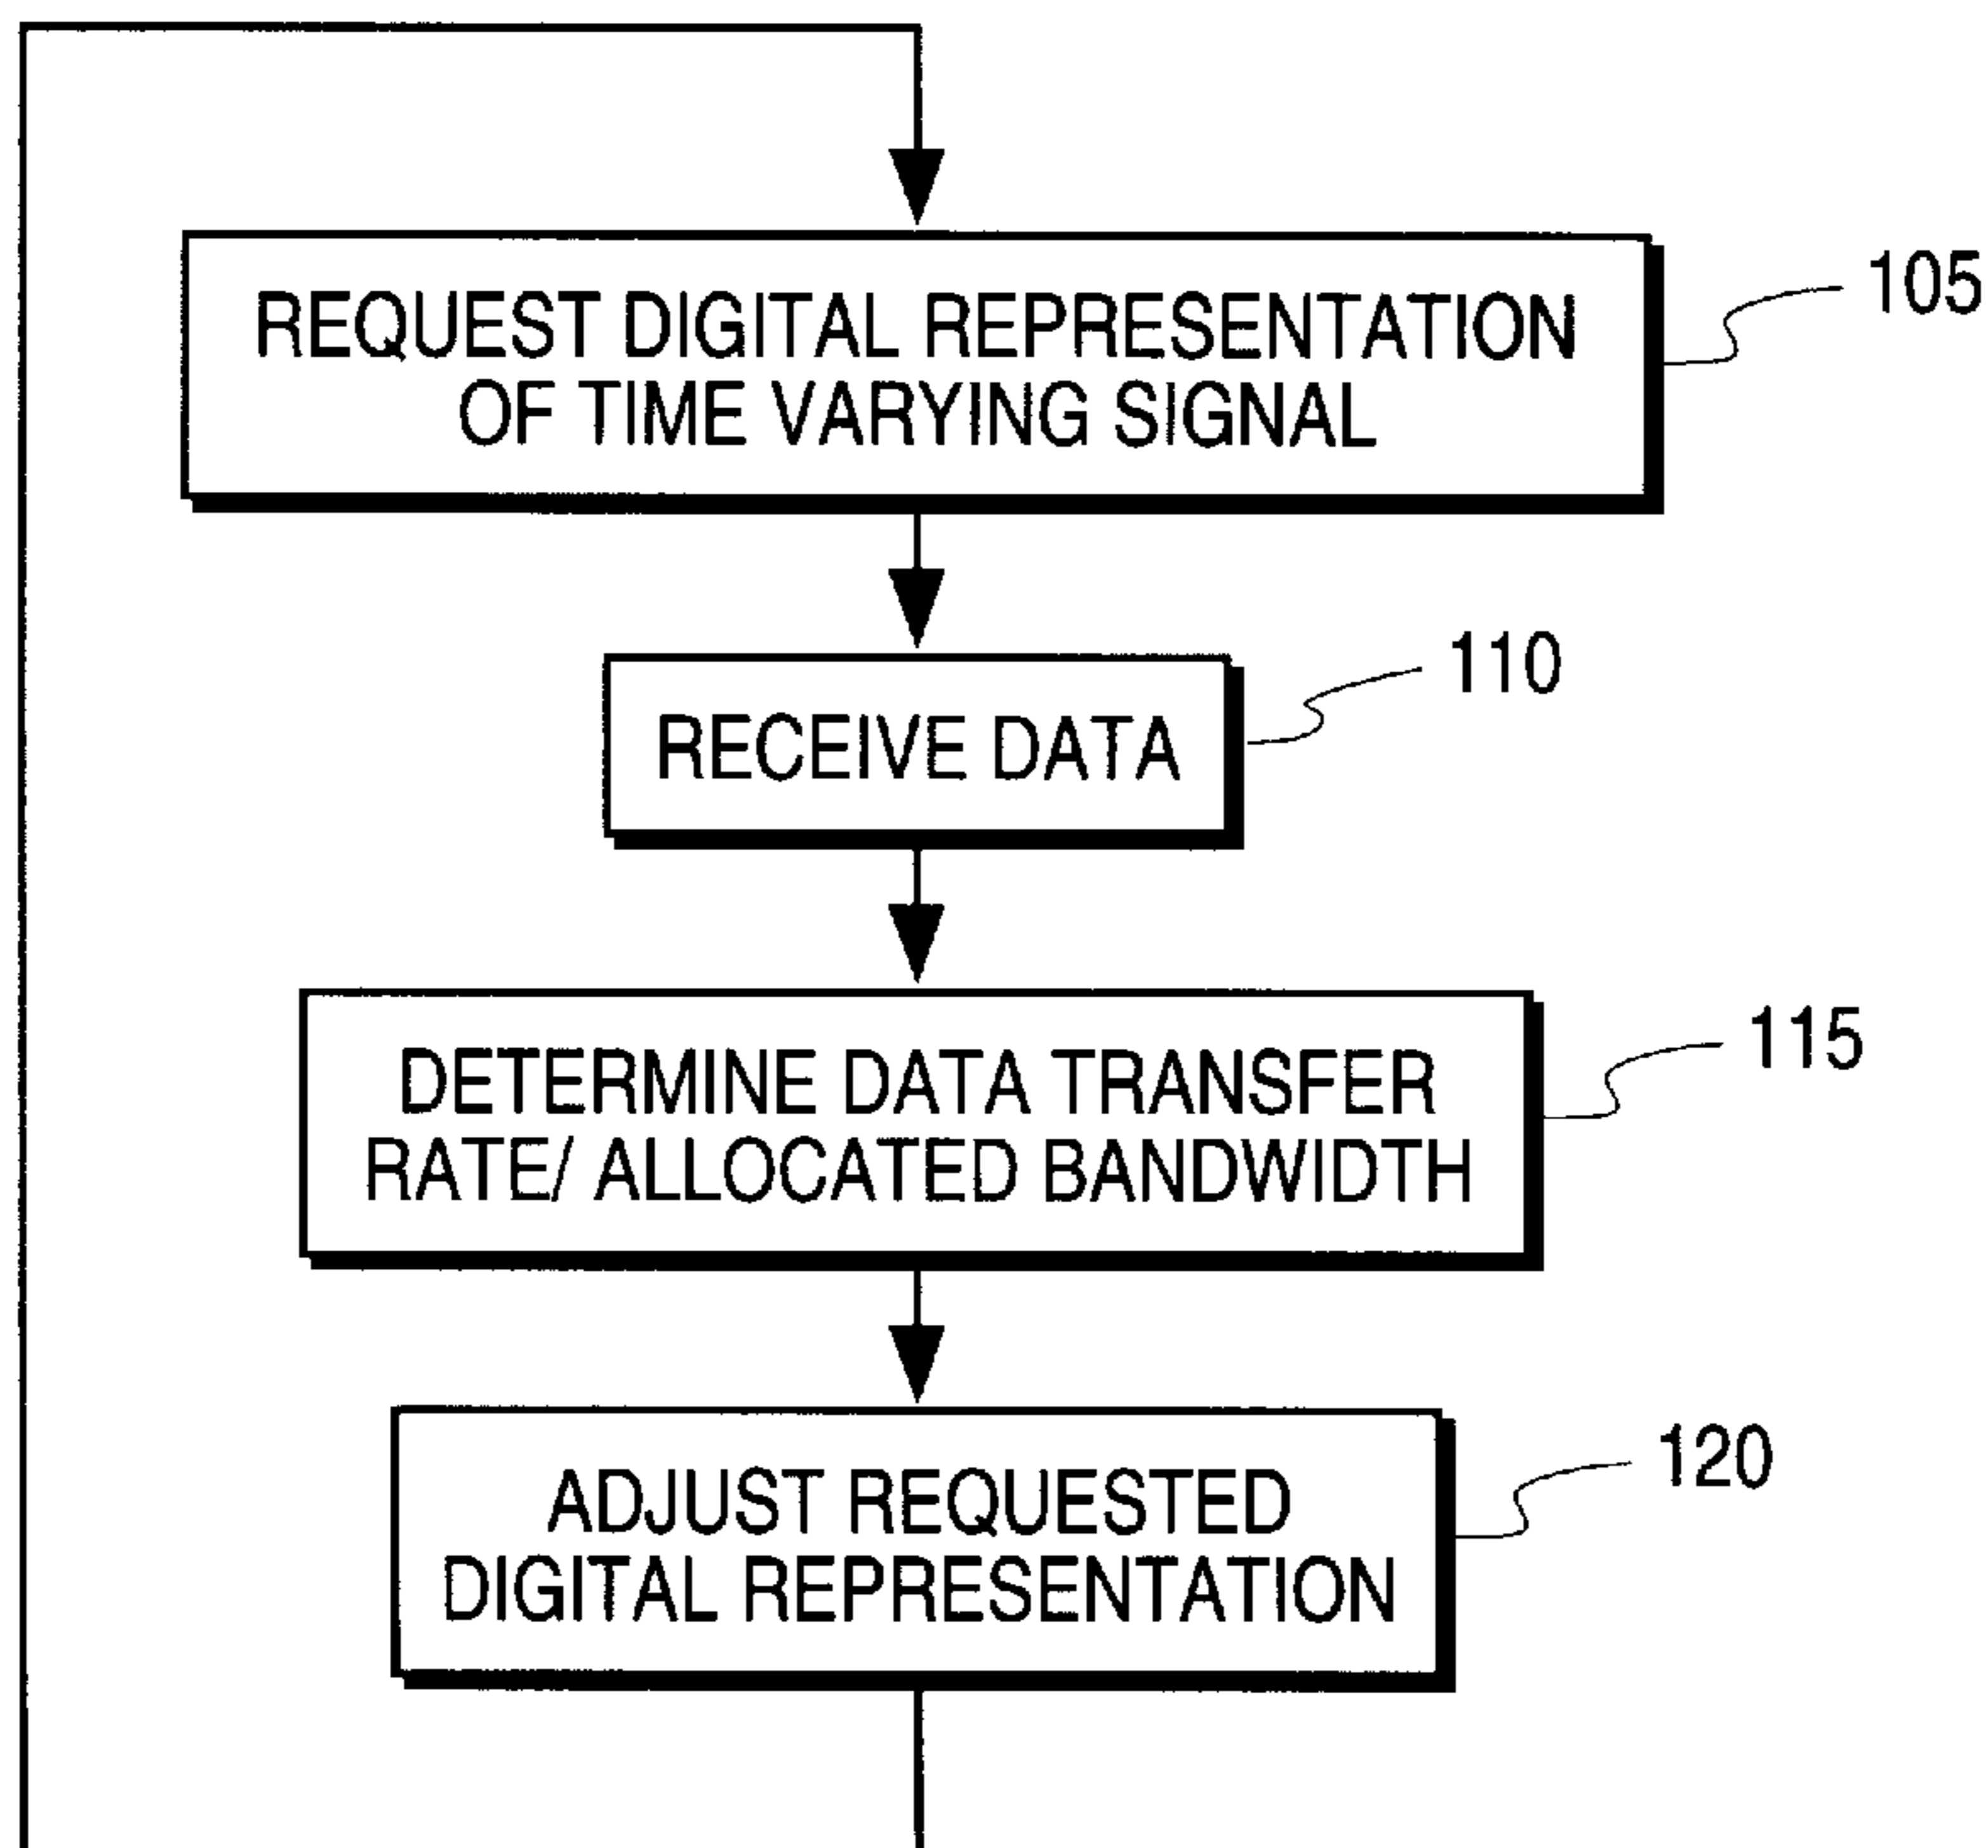 REQUEST DIGITAL REPRESENTATION
OF TIME VARYING SIGNAL
105
RECEIVE DATA
110
DETERMINE DATA TRANSFER
RATE/ ALLOCATED BANDWIDTH
115
ADJUST REQUESTED
DIGITAL REPRESENTATION
120